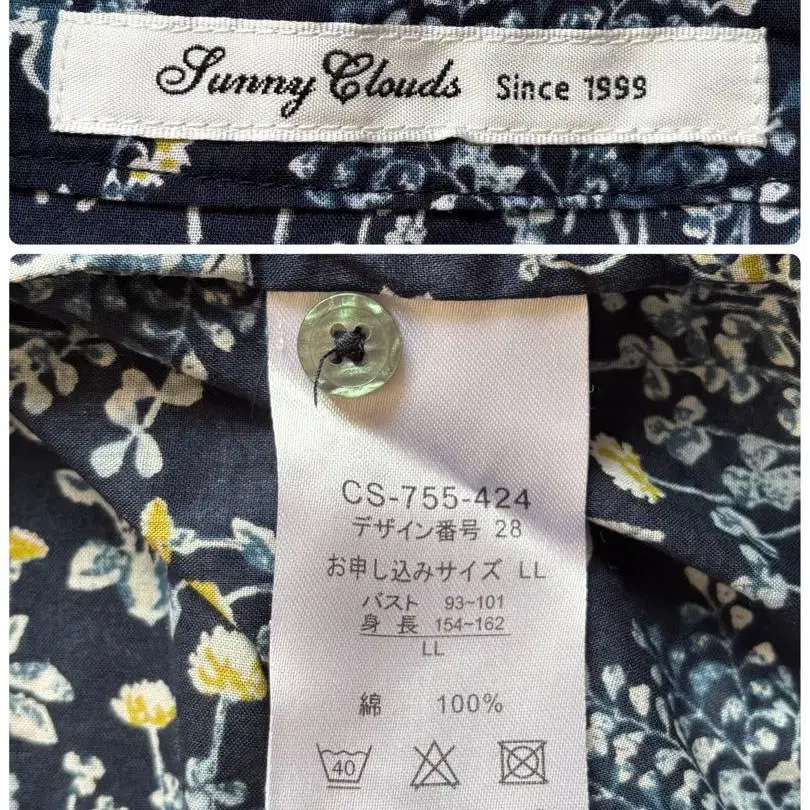 Sunny Clouds Since 1999
CS-755-424
デザイン番号 28
お申し込みサイズ LL
バスト 93~101
身長 154~162
LL
綿 100%
40